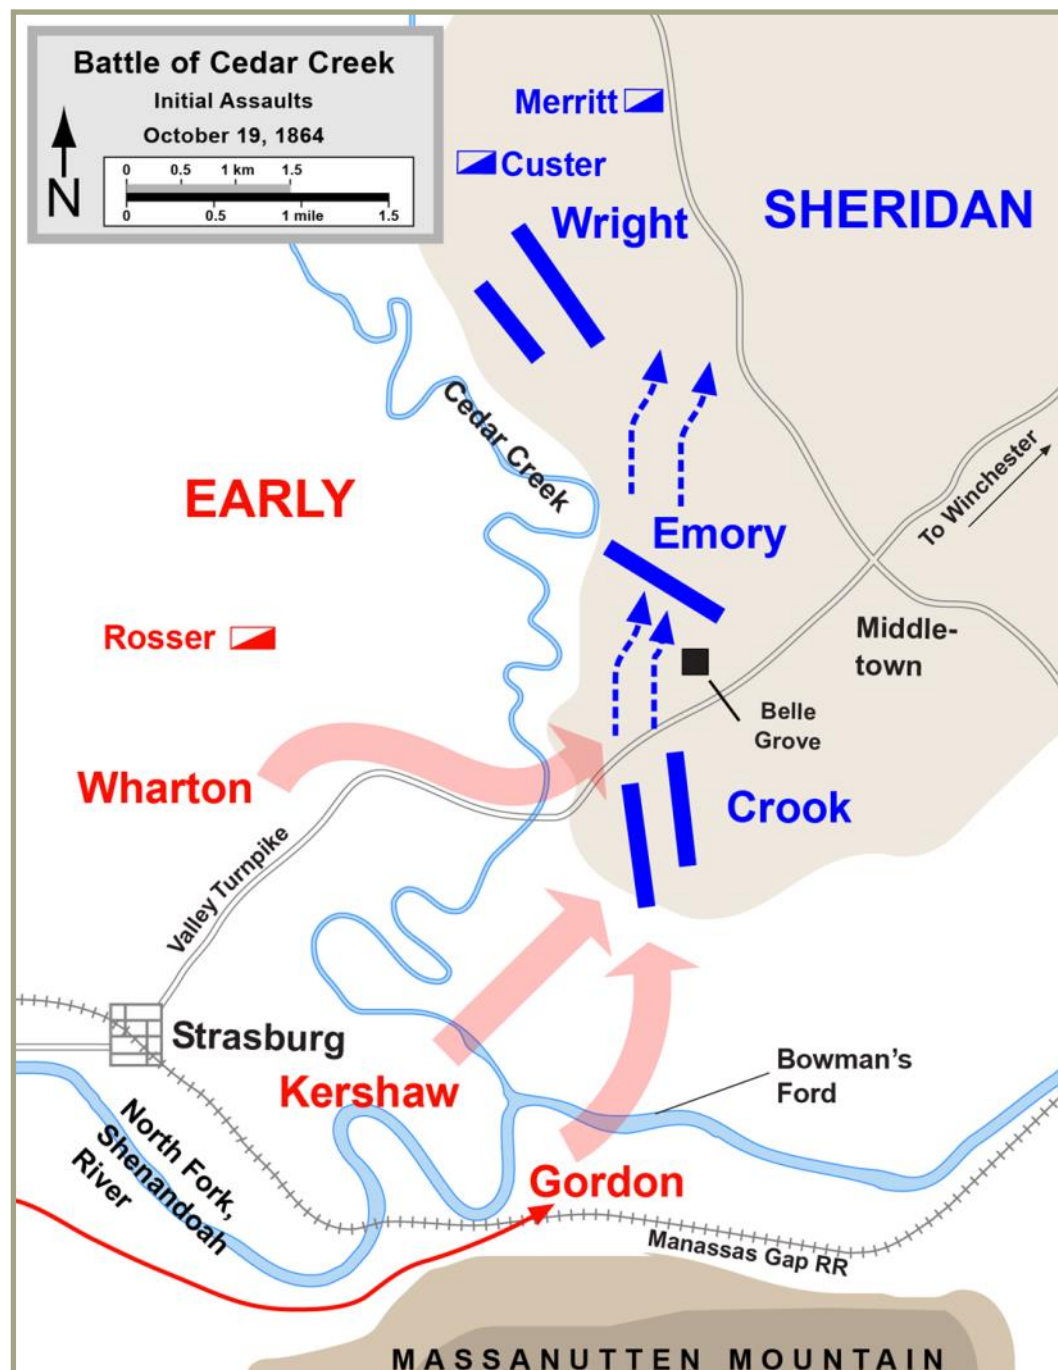 Battle of Cedar Creek
Initial Assaults
October 19, 1864
N
0 0.5 1 km 1.5
0 0.5 1 mile 1.5
Merritt
Custer
Wright
SHERIDAN
Cedar Creek
EARLY
Emory
To Winchester
Rosser
Middle-
town
Belle
Grove
Wharton
Crook
Valley Turnpike
Strasburg
Kershaw
Bowman's
Ford
North Fork,
Shenandoah
River
Gordon
Manassas Gap RR
MASSANUTTEN MOUNTAIN